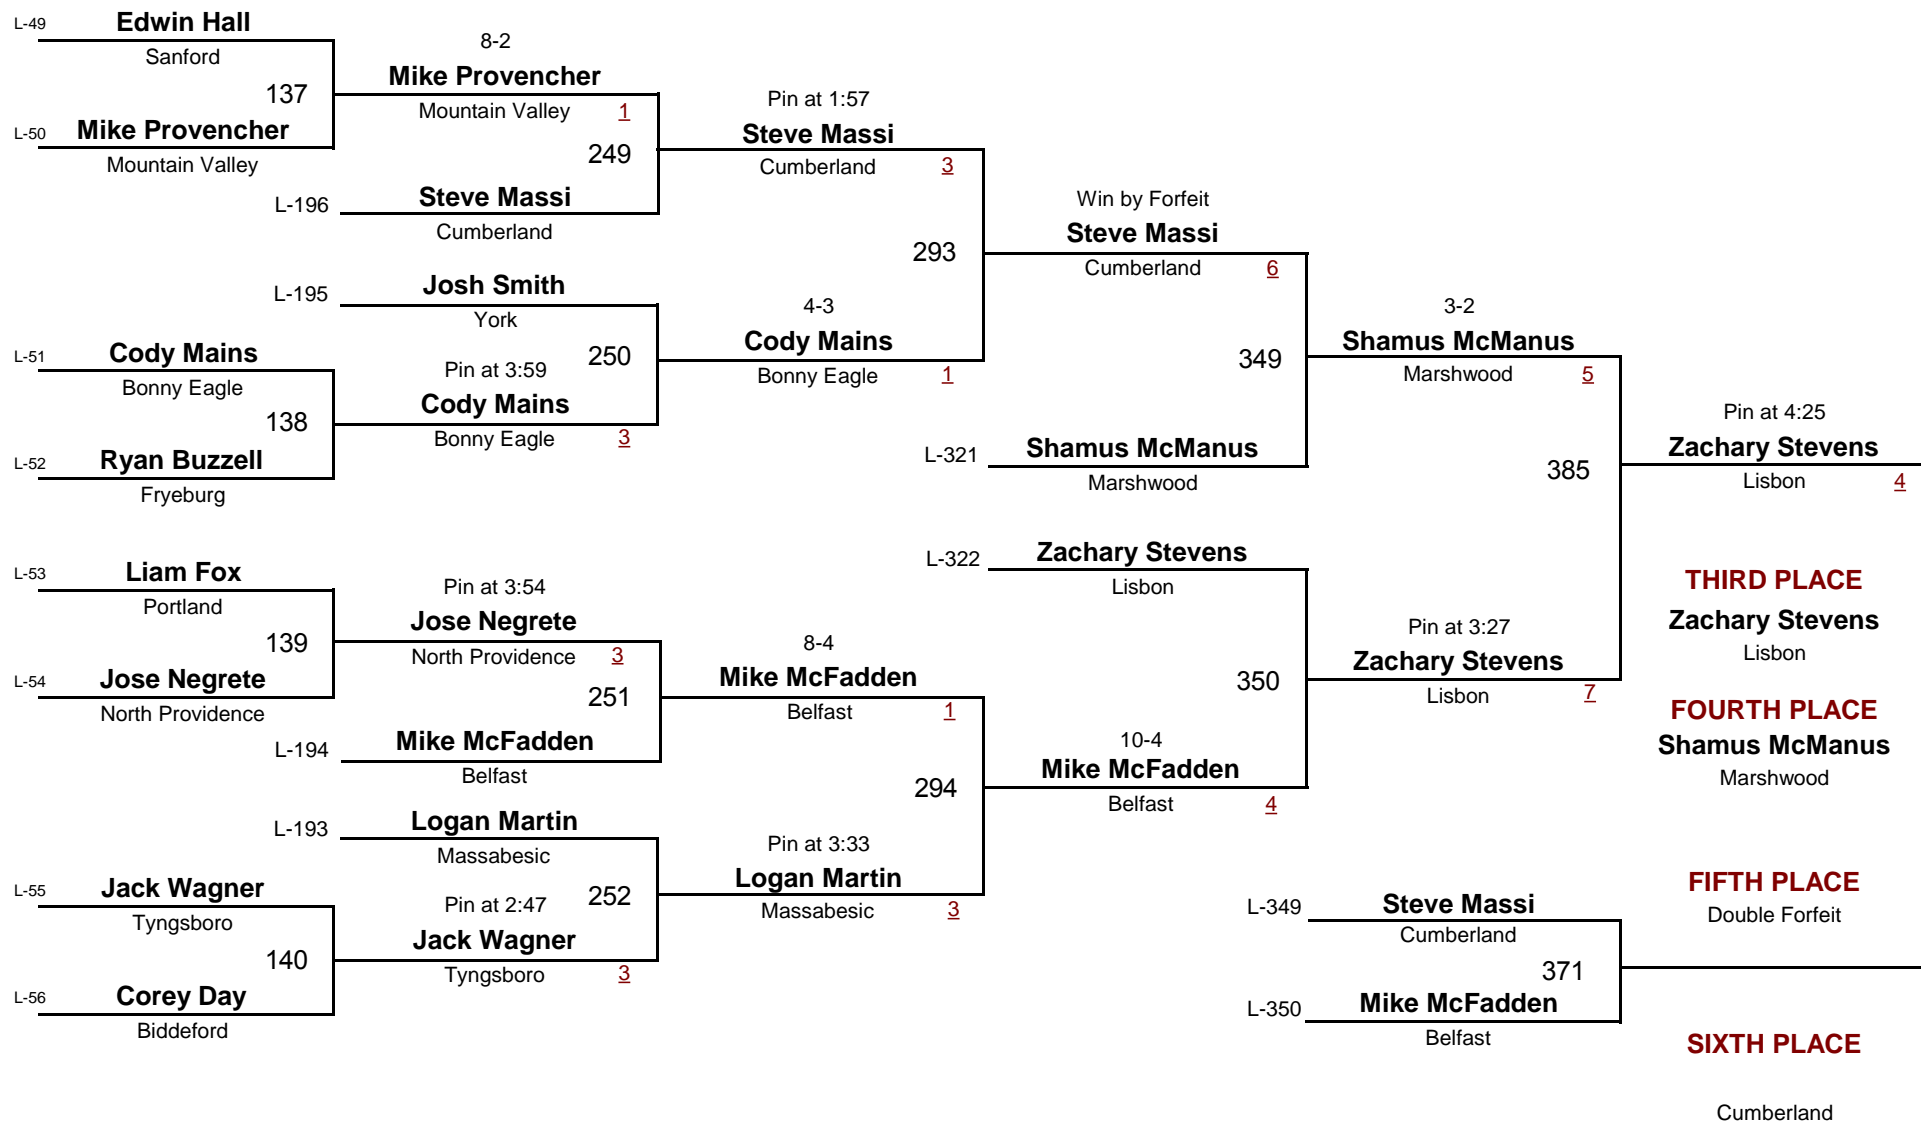 L-49 Edwin Hall
Sanford
137
L-50 Mike Provencher
Mountain Valley
8-2
Mike Provencher
Mountain Valley 1
249
L-196 Steve Massi
Cumberland
L-195 Josh Smith
York
250
L-51 Cody Mains
Bonny Eagle
138
L-52 Ryan Buzzell
Fryeburg
Pin at 3:59
Cody Mains
Bonny Eagle 3
Pin at 1:57
Steve Massi
Cumberland 3
293
4-3
Cody Mains
Bonny Eagle 1
Win by Forfeit
Steve Massi
Cumberland 6
349
L-321 Shamus McManus
Marshwood
3-2
Shamus McManus
Marshwood 5
385
Pin at 4:25
Zachary Stevens
Lisbon 4
L-53 Liam Fox
Portland
139
L-54 Jose Negrete
North Providence
Pin at 3:54
Jose Negrete
North Providence 3
251
L-194 Mike McFadden
Belfast
L-193 Logan Martin
Massabesic
252
L-55 Jack Wagner
Tyngsboro
140
L-56 Corey Day
Biddeford
Pin at 2:47
Jack Wagner
Tyngsboro 3
8-4
Mike McFadden
Belfast 1
294
Pin at 3:33
Logan Martin
Massabesic 3
L-322 Zachary Stevens
Lisbon
350
10-4
Mike McFadden
Belfast 4
Pin at 3:27
Zachary Stevens
Lisbon 7
THIRD PLACE
Zachary Stevens
Lisbon
FOURTH PLACE
Shamus McManus
Marshwood
L-349 Steve Massi
Cumberland
371
L-350 Mike McFadden
Belfast
FIFTH PLACE
Double Forfeit
SIXTH PLACE
Cumberland